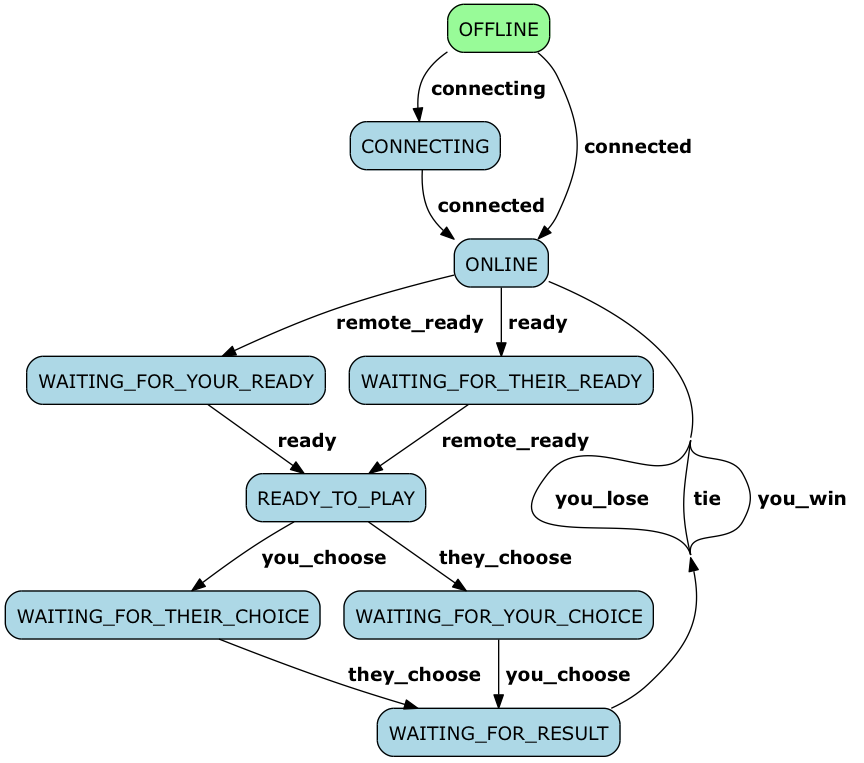 OFFLINE
connecting
CONNECTING
connected
connected
ONLINE
remote_ready
ready
WAITING_FOR_YOUR_READY
WAITING_FOR_THEIR_READY
ready
remote_ready
READY_TO_PLAY
you_lose
tie
you_win
you_choose
they_choose
WAITING_FOR_THEIR_CHOICE
WAITING_FOR_YOUR_CHOICE
they_choose
you_choose
WAITING_FOR_RESULT